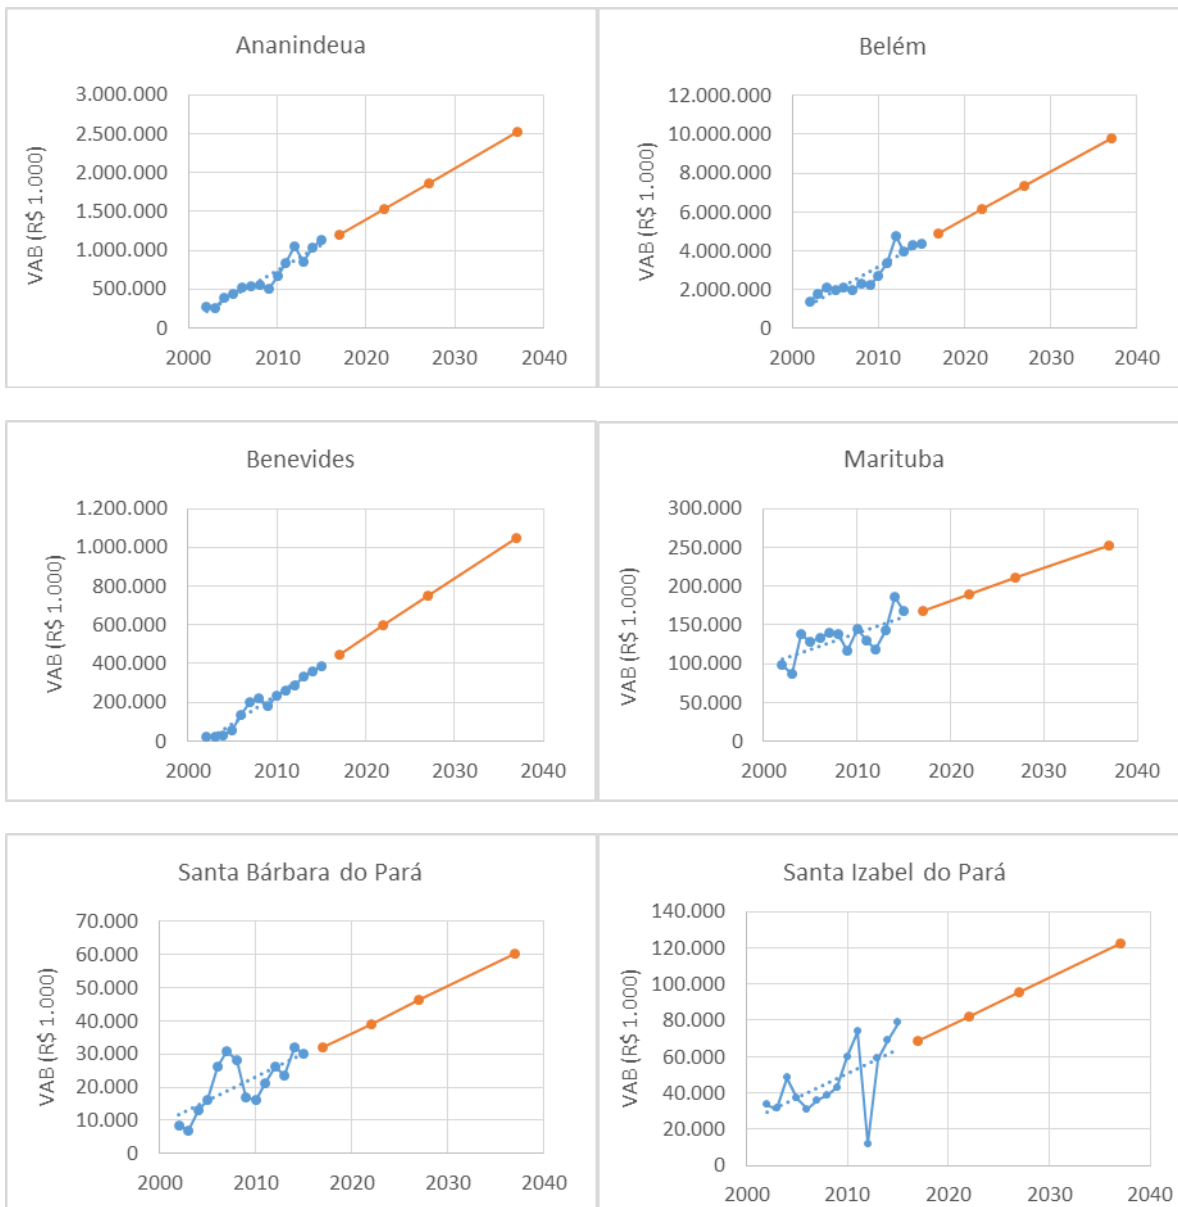 Ananindeua
VAB (R$ 1.000)
3.000.000
2.500.000
2.000.000
1.500.000
1.000.000
500.000
0
2000 2010 2020 2030 2040
Belém
VAB (R$ 1.000)
12.000.000
10.000.000
8.000.000
6.000.000
4.000.000
2.000.000
0
2000 2010 2020 2030 2040
Benevides
VAB (R$ 1.000)
1.200.000
1.000.000
800.000
600.000
400.000
200.000
0
2000 2010 2020 2030 2040
Marituba
VAB (R$ 1.000)
300.000
250.000
200.000
150.000
100.000
50.000
0
2000 2010 2020 2030 2040
Santa Bárbara do Pará
VAB (R$ 1.000)
70.000
60.000
50.000
40.000
30.000
20.000
10.000
0
2000 2010 2020 2030 2040
Santa Izabel do Pará
VAB (R$ 1.000)
140.000
120.000
100.000
80.000
60.000
40.000
20.000
0
2000 2010 2020 2030 2040